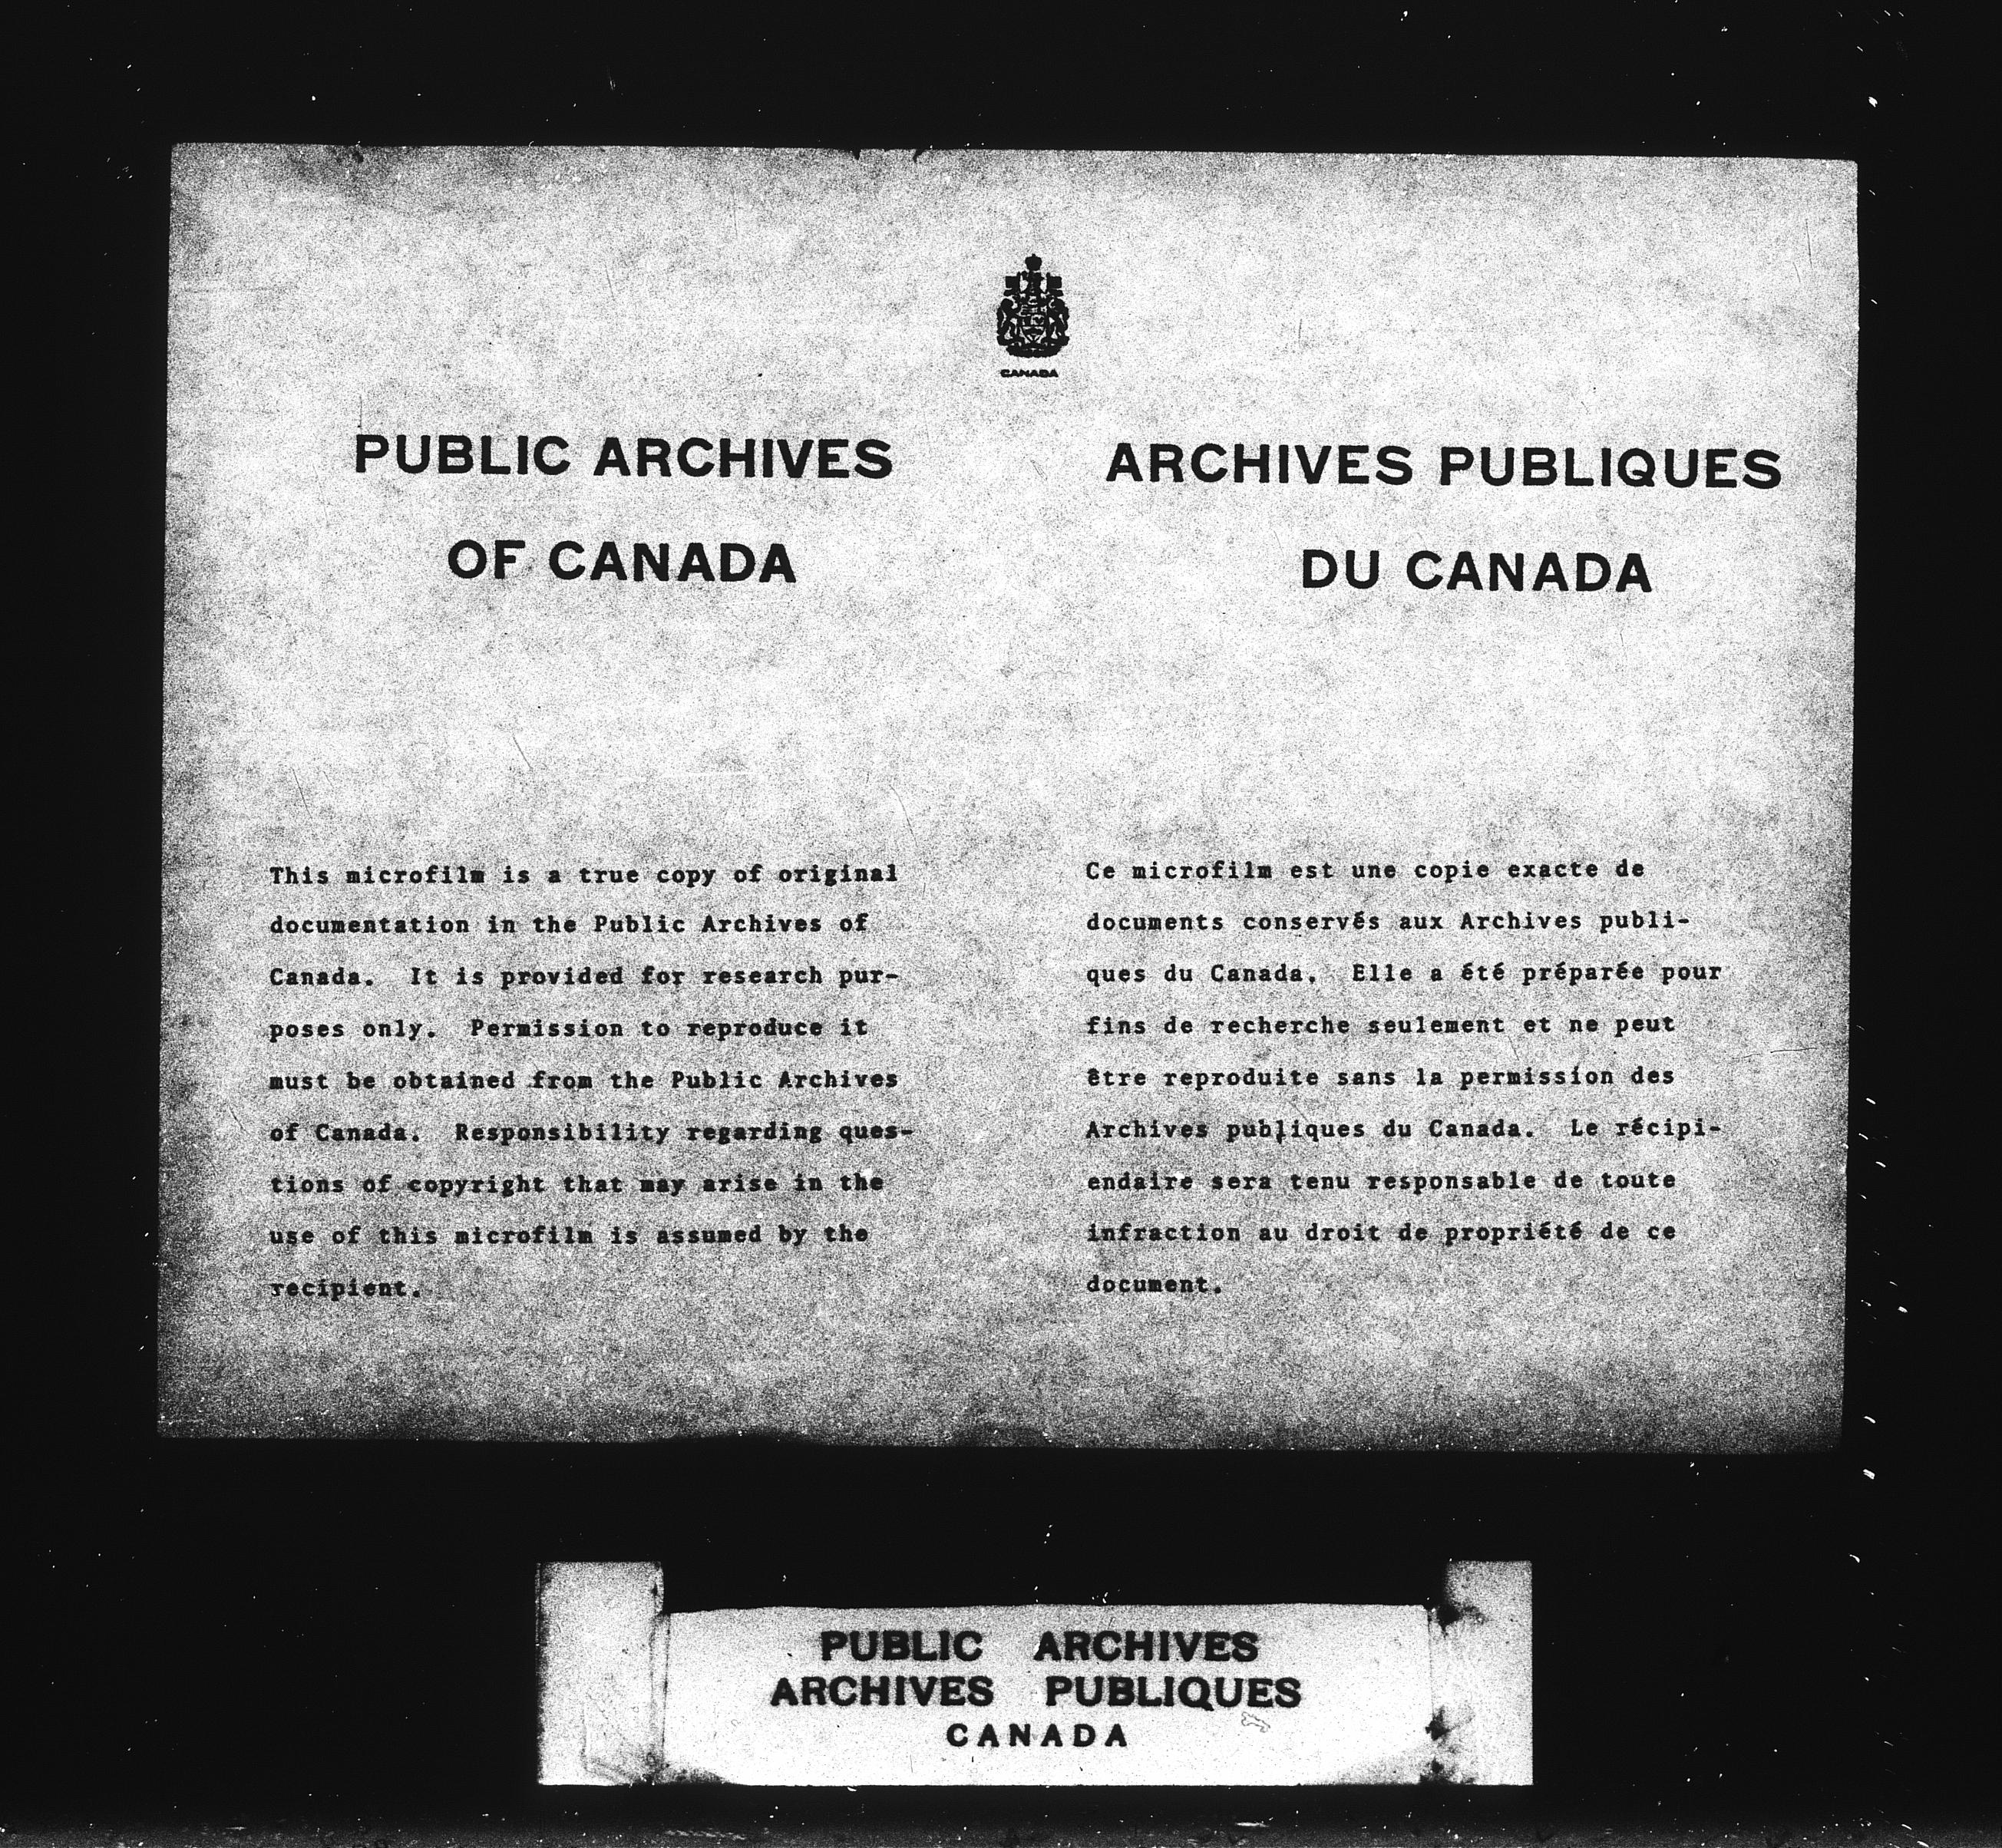 CANADA
PUBLIC ARCHIVES
OF CANADA
This microfilm is a true copy of original
documentation in the Public Archives of
Canada. It is provided for research pur-
poses only. Permission to reproduce it
must be obtained from the Public Archives
of Canada. Responsibility regarding ques-
tions of copyright that may arise in the
use of this microfilm is assumed by the
recipient.
ARCHIVES PUBLIQUES
DU CANADA
Ce microfilm est une copie exacte de
documents conservés aux Archives publi-
ques du Canada. Elle a été préparée pour
fins de recherche seulement et ne peut
être reproduite sans la permission des
Archives publiques du Canada. Le récipi-
endaire sera tenu responsable de toute
infraction au droit de propriété de ce
document.
PUBLIC ARCHIVES
ARCHIVES PUBLIQUES
CANADA